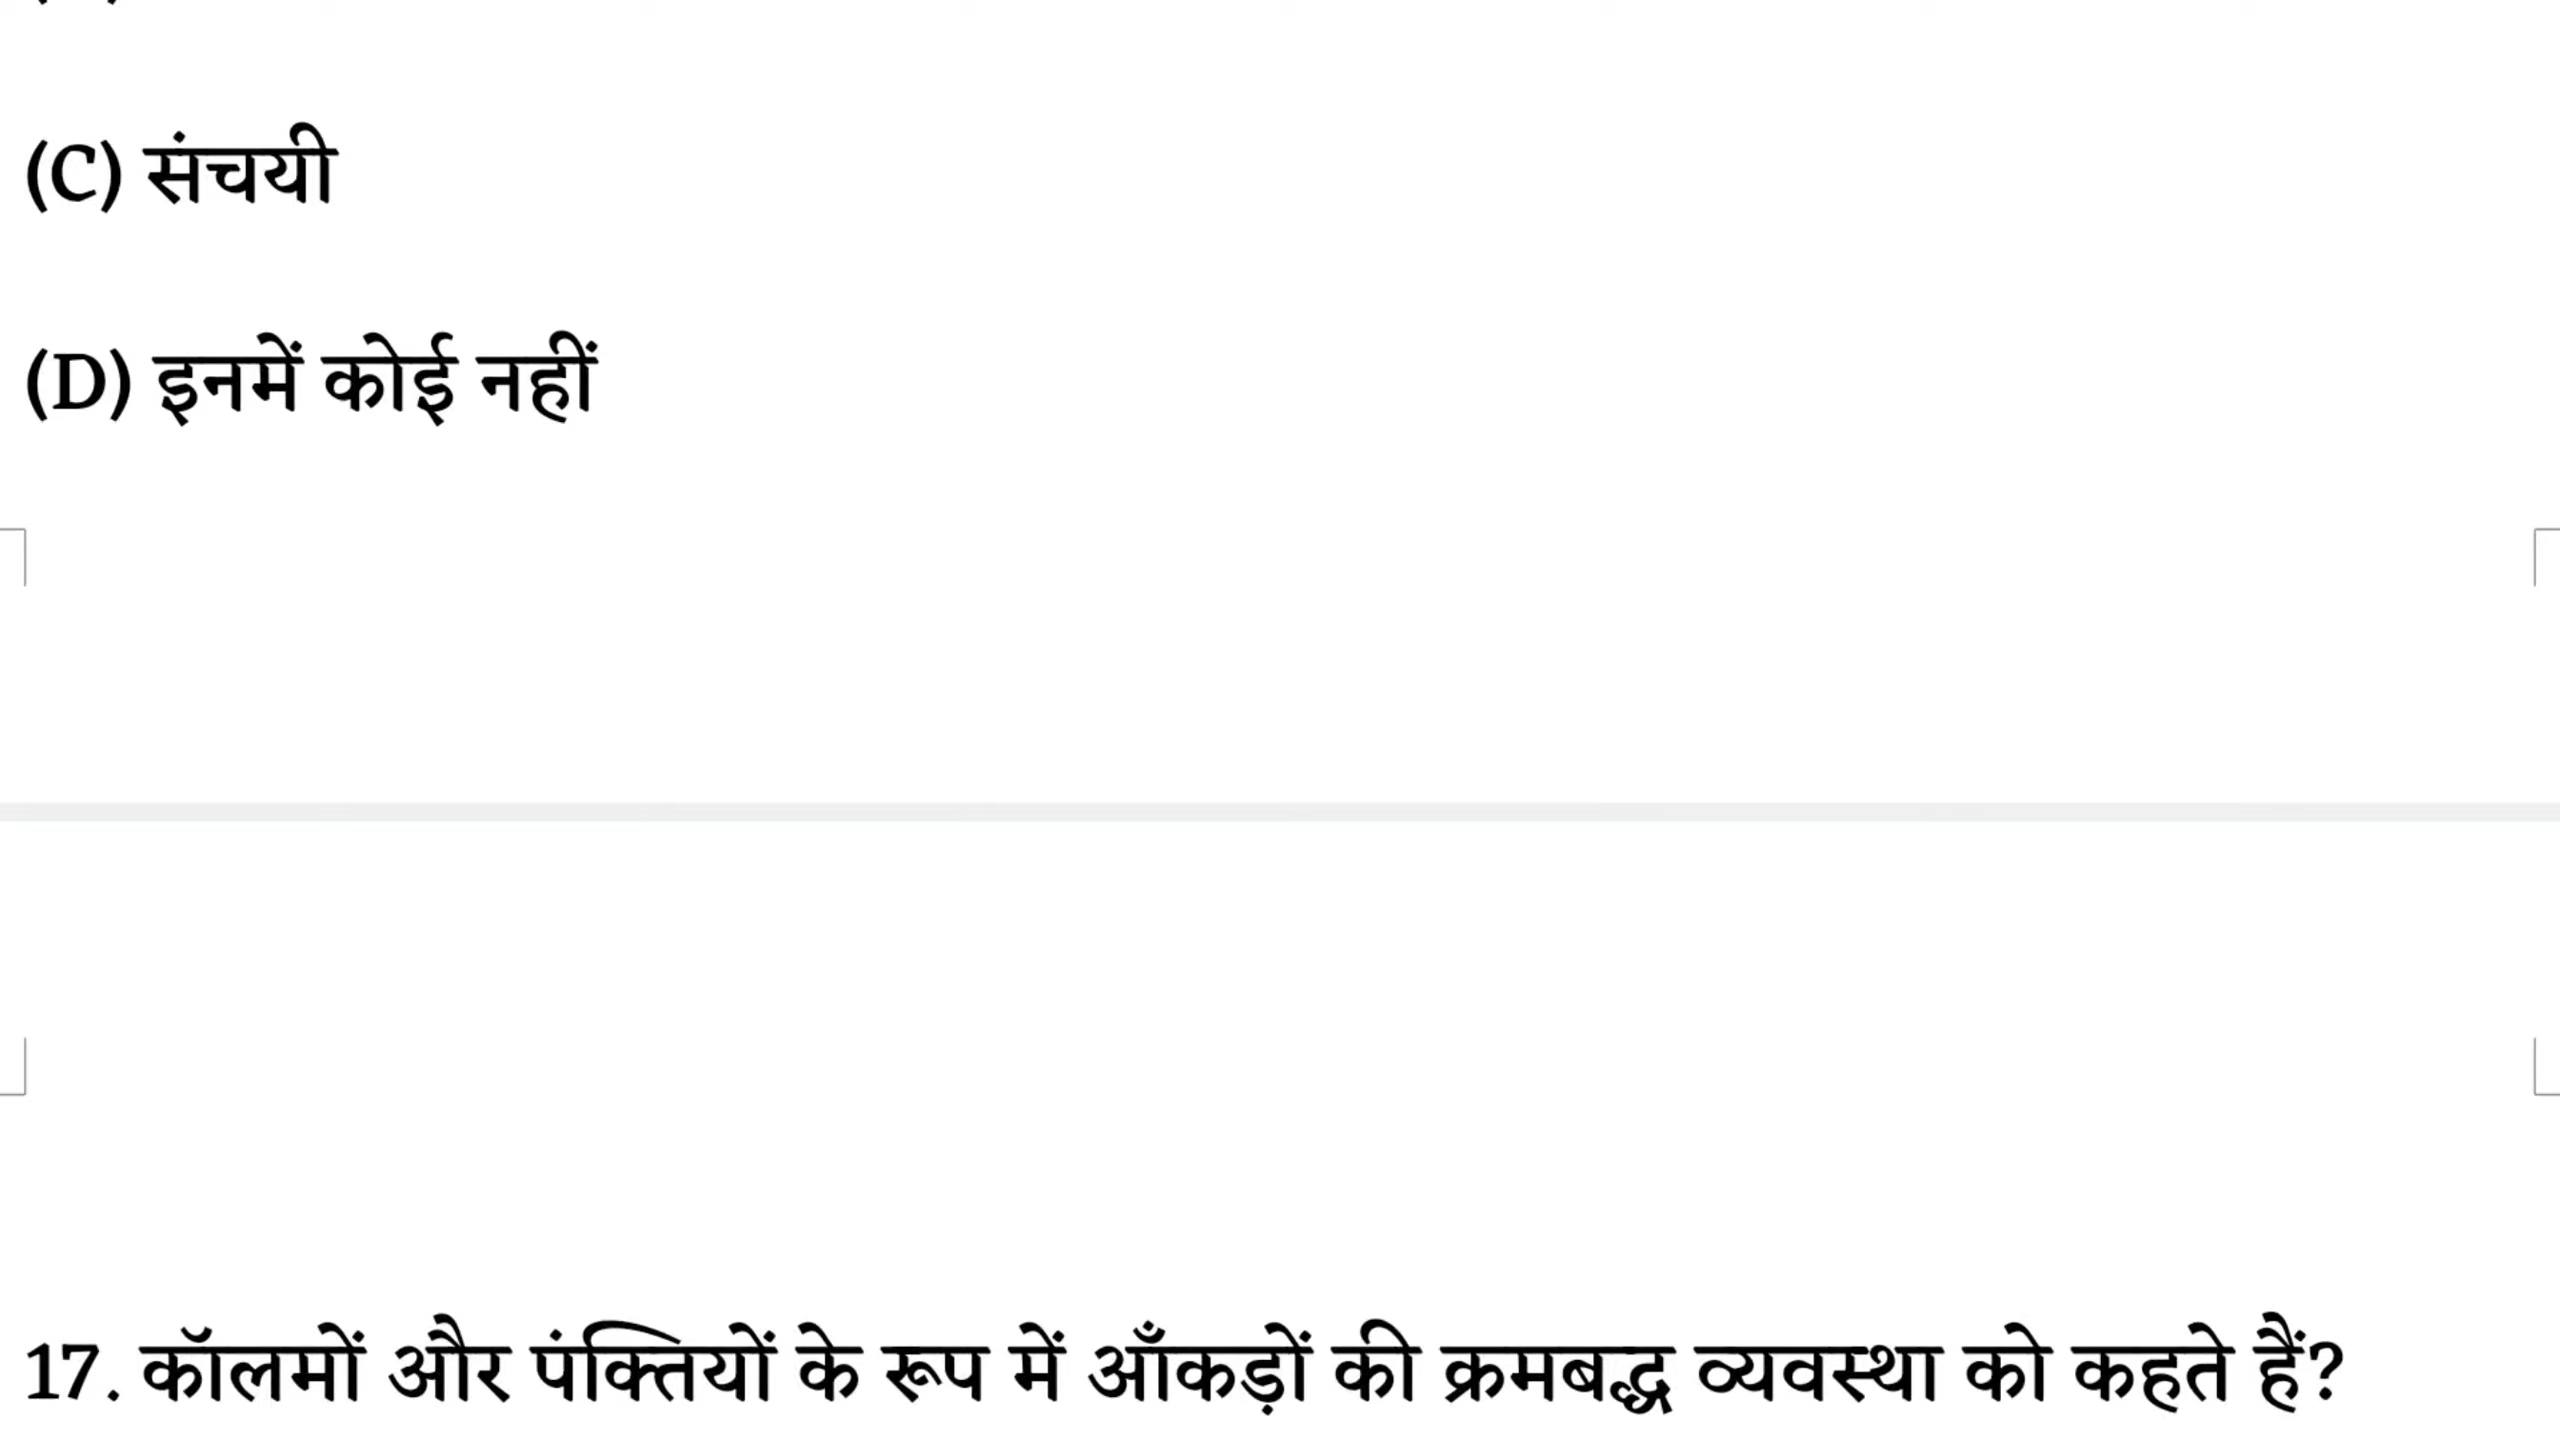 (C) संचयी
(D) इनमें कोई नहीं
17. कॉलमों और पंक्तियों के रूप में आँकड़ों की क्रमबद्ध व्यवस्था को कहते हैं?